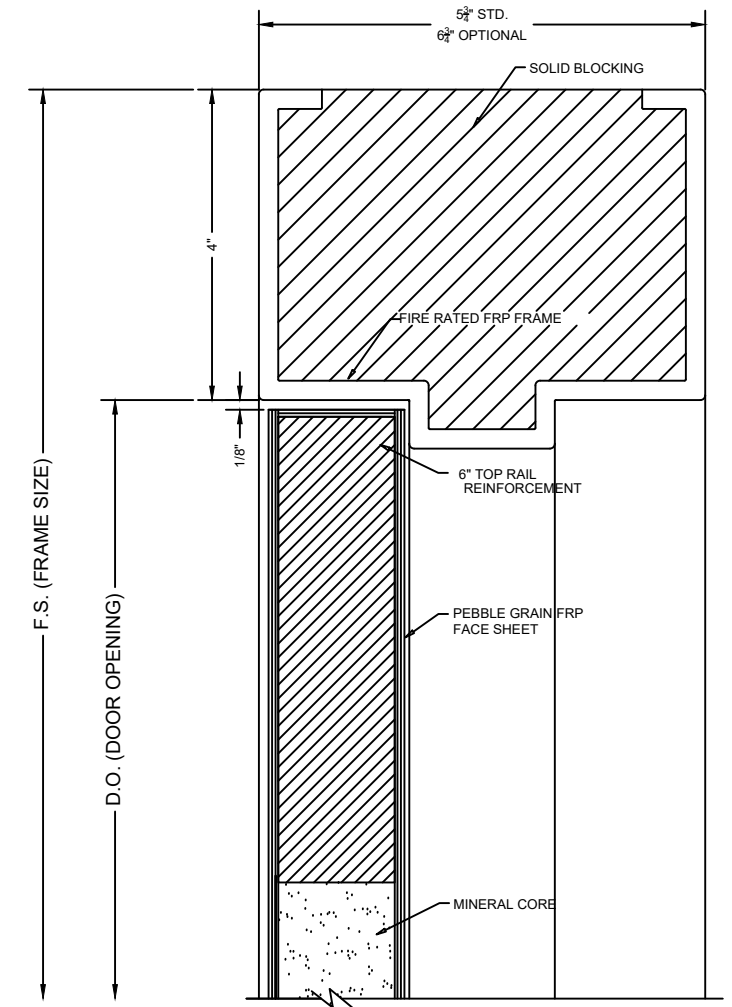 5¾" STD.
6¾" OPTIONAL
SOLID BLOCKING
4"
FIRE RATED FRP FRAME
1/8"
6" TOP RAIL
REINFORCEMENT
F.S. (FRAME SIZE)
D.O. (DOOR OPENING)
PEBBLE GRAIN FRP
FACE SHEET
MINERAL CORE